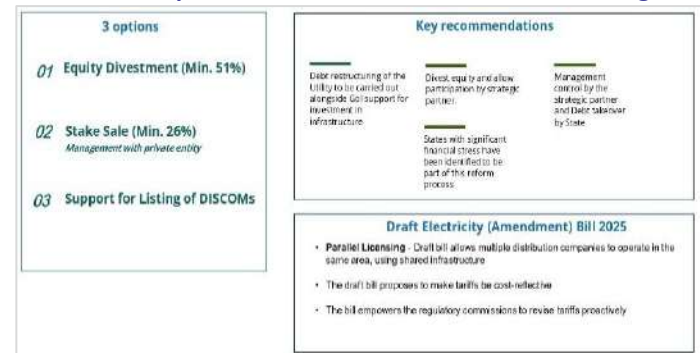 3 options
01 Equity Divestment (Min. 51%)
02 Stake Sale (Min. 26%)
Management with private entity
03 Support for Listing of DISCOMs
Key recommendations
Debt restructuring of the
Utility to be carried out
alongside GoI support for
investment in
infrastructure
Divest equity and allow
participation by strategic
partner.
States with significant
financial stress have
been identified to be
part of this reform
process
Management
control by the
strategic partner
and Debt takeover
by State
Draft Electricity (Amendment) Bill 2025
• Parallel Licensing - Draft bill allows multiple distribution companies to operate in the
same area, using shared infrastructure
• The draft bill proposes to make tariffs be cost-reflective
• The bill empowers the regulatory commissions to revise tariffs proactively